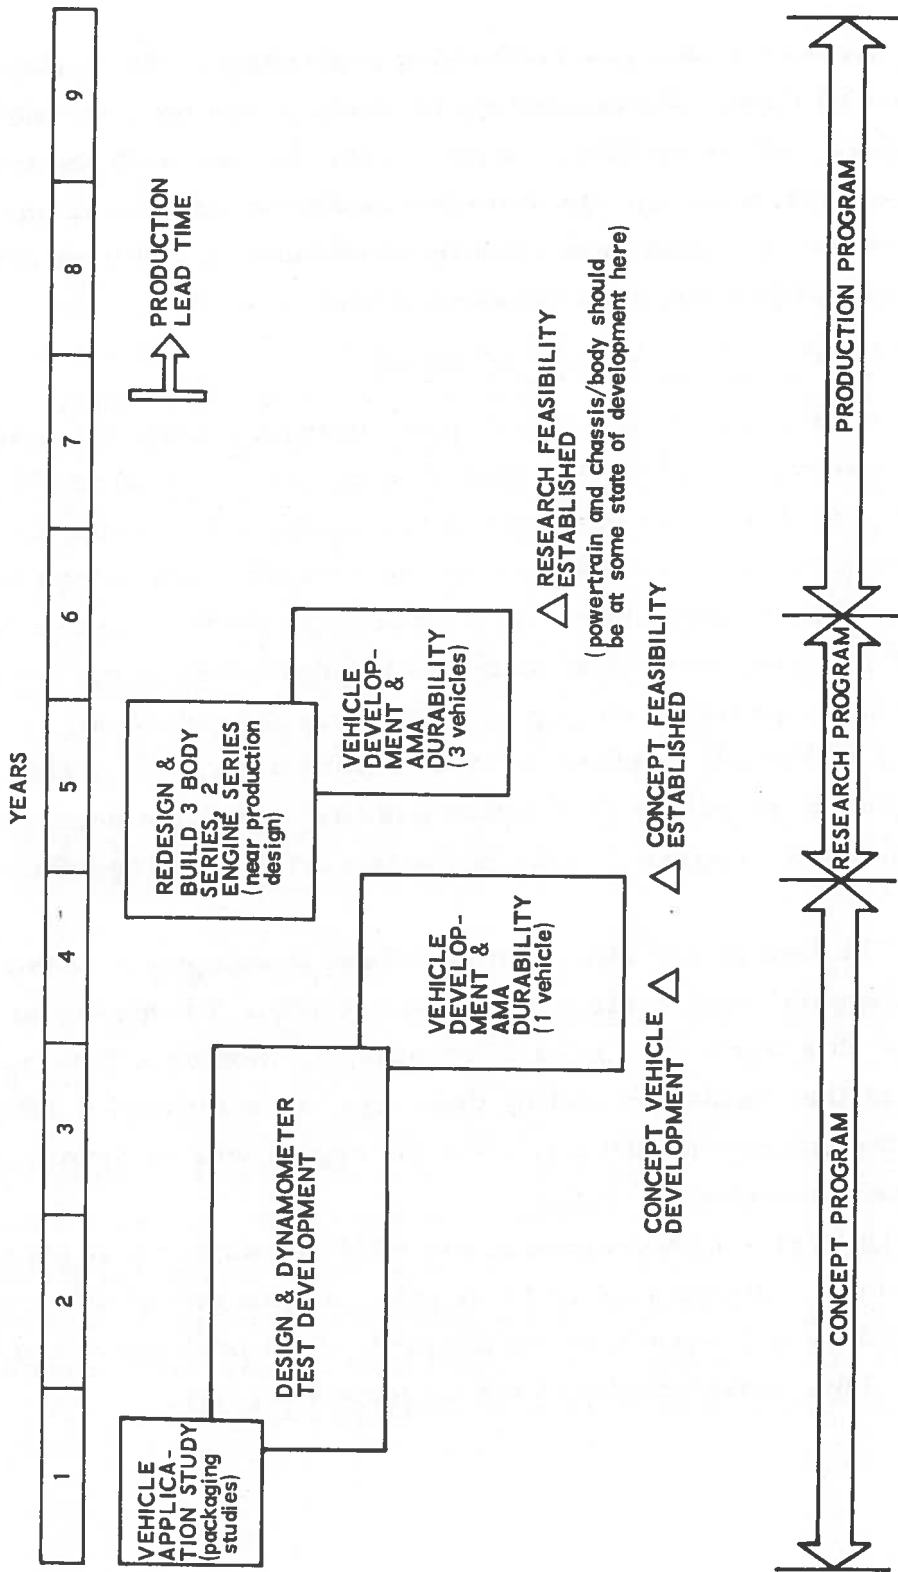 YEARS
1 2 3 4 5 6 7 8 9
VEHICLE
APPLICA-
TION STUDY
(packaging
studies)
DESIGN & DYNAMOMETER
TEST DEVELOPMENT
VEHICLE
DEVELOP-
MENT &
AMA
DURABILITY
(1 vehicle)
REDESIGN &
BUILD 3 BODY
SERIES, 2
ENGINE SERIES
(near production
design)
VEHICLE
DEVELOP-
MENT &
AMA
DURABILITY
(3 vehicles)
PRODUCTION
LEAD TIME
CONCEPT VEHICLE
DEVELOPMENT
CONCEPT FEASIBILITY
ESTABLISHED
RESEARCH FEASIBILITY
ESTABLISHED
(powertrain and chassis/body should
be at some state of development here)
CONCEPT PROGRAM
RESEARCH PROGRAM
PRODUCTION PROGRAM